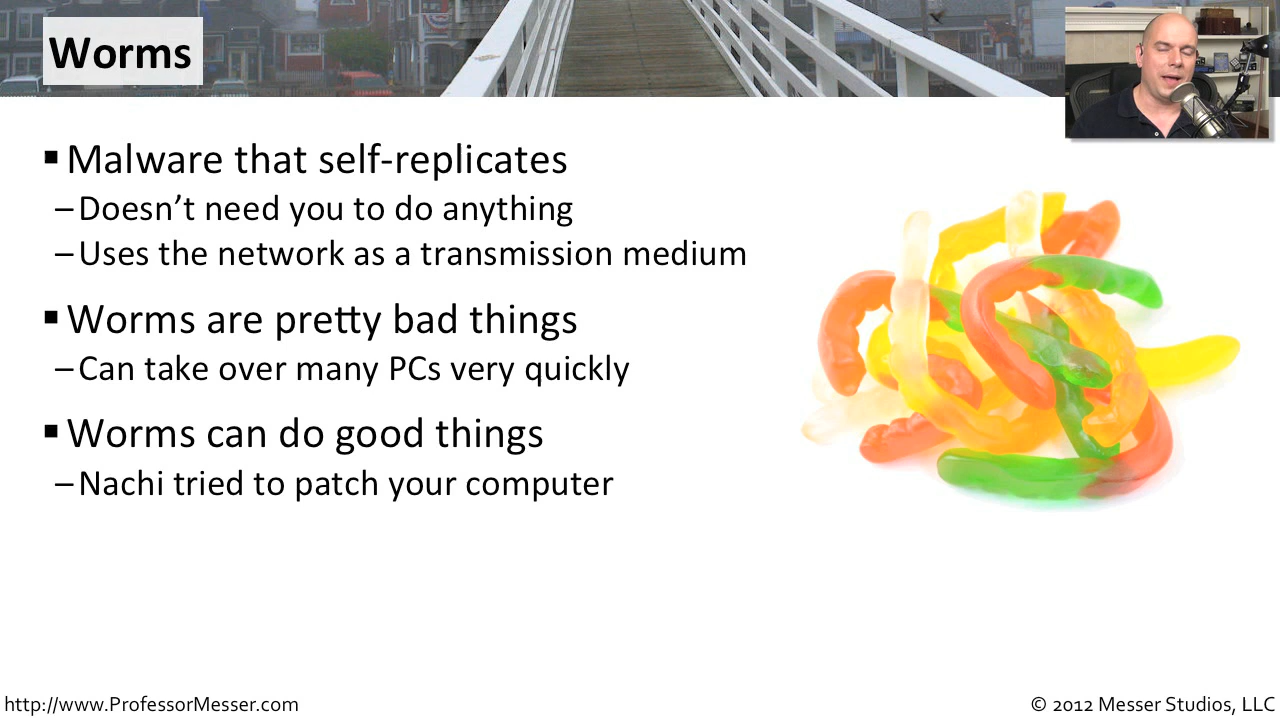 Worms
▪ Malware that self-replicates
– Doesn’t need you to do anything
– Uses the network as a transmission medium
▪ Worms are pretty bad things
– Can take over many PCs very quickly
▪ Worms can do good things
– Nachi tried to patch your computer
http://www.ProfessorMesser.com
© 2012 Messer Studios, LLC